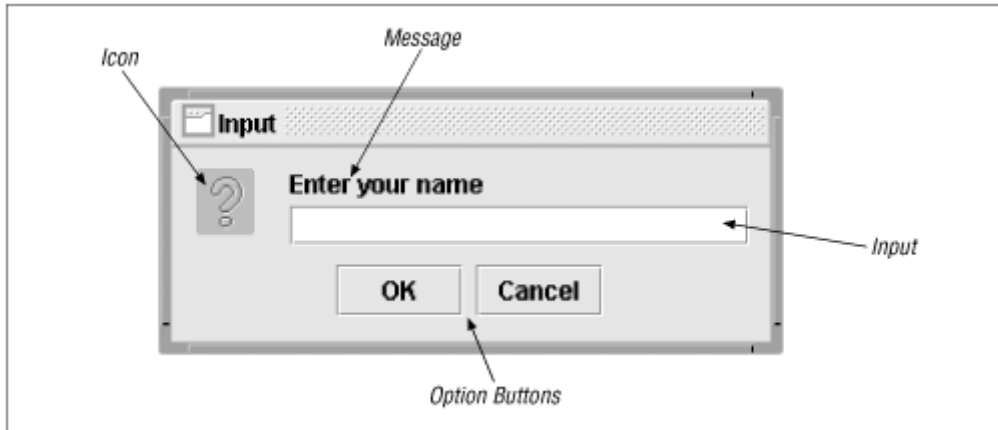 Message
Icon
Input
Enter your name
Input
OK
Cancel
Option Buttons